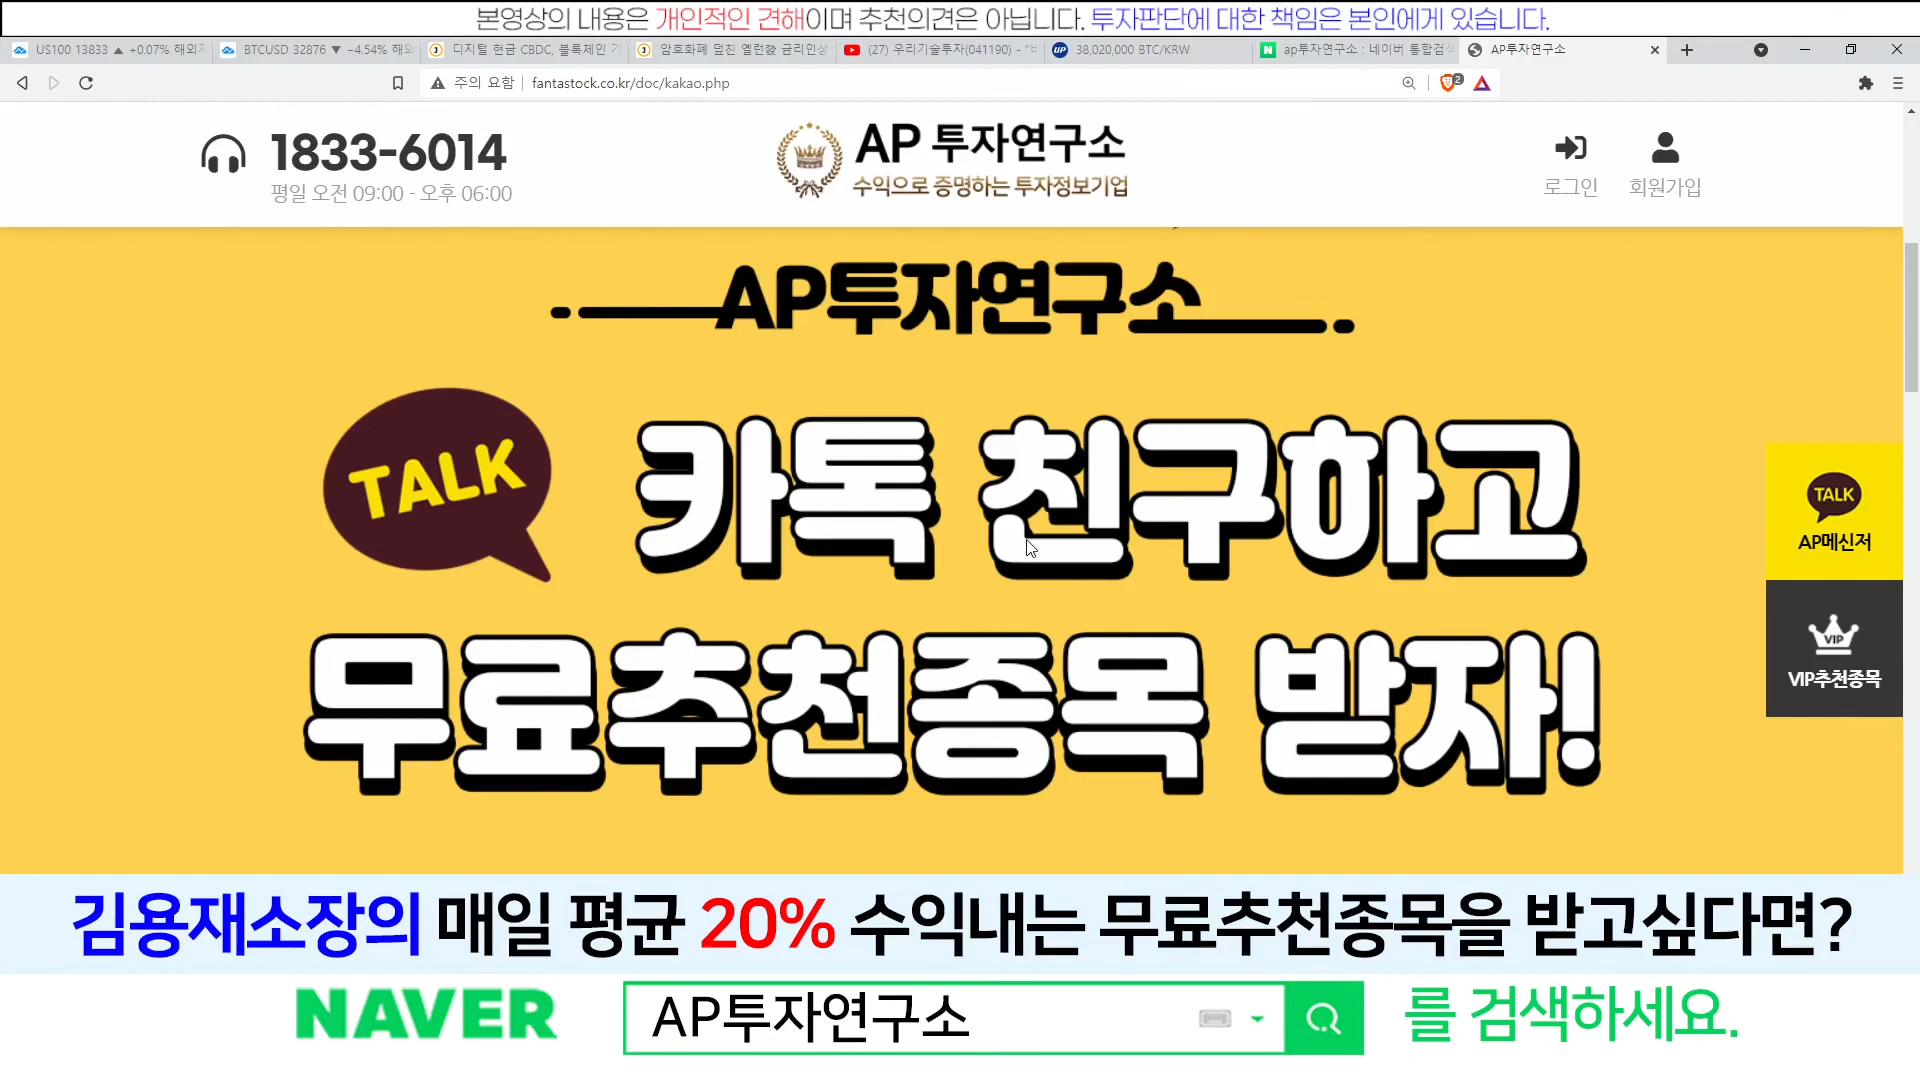 본영상의 내용은 개인적인 견해이며 추천의견은 아닙니다. 투자판단에 대한 책임은 본인에게 있습니다.
US100 13833 ▲ +0.07% 해외지
BTCUSD 32876 ▼ −4.54% 해외
디지털 현금 CBDC, 블록체인 기
암호화폐 덮친 옐런發 금리인상
(27) 우리기술투자(041190) - "비
38,020,000 BTC/KRW
ap투자연구소 : 네이버 통합검색
AP투자연구소
주의 요함
fantastock.co.kr/doc/kakao.php
2
1833-6014
평일 오전 09:00 - 오후 06:00
AP 투자연구소
수익으로 증명하는 투자정보기업
로그인
회원가입
AP투자연구소
TALK
카톡 친구하고
무료추천종목 받자!
TALK
AP메신저
VIP
VIP추천종목
김용재소장의 매일 평균 20% 수익내는 무료추천종목을 받고싶다면?
NAVER
AP투자연구소
를 검색하세요.